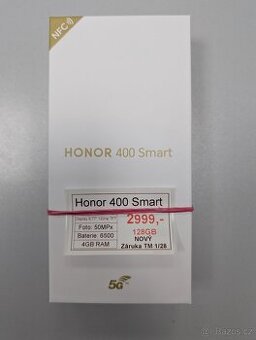 NFC
HONOR 400 Smart
Honor 400 Smart
2999,-
Foto: 50MPx
128GB
Baterie: 6500
NOVÝ
4GB RAM
Záruka TM 1/28
5G